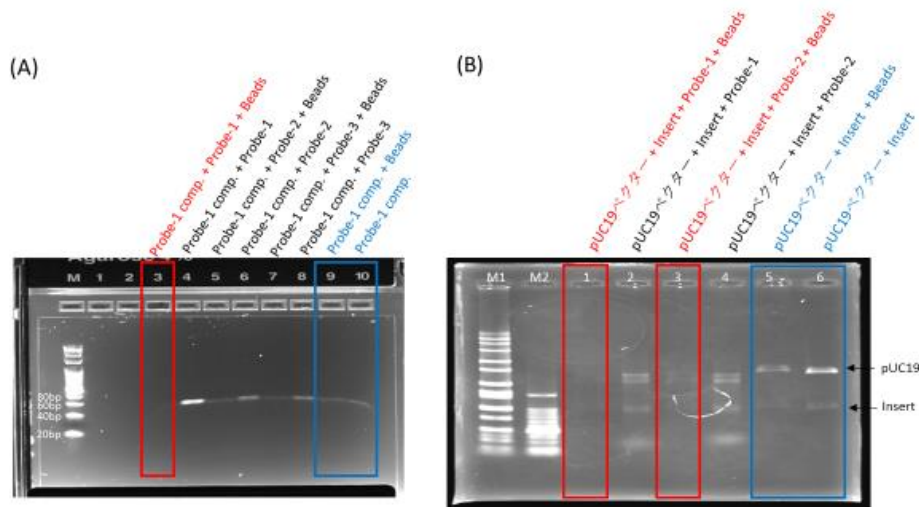 (A)
Probe-1 comp. + Probe-1 + Beads
Probe-1 comp. + Probe-1
Probe-1 comp. + Probe-2 + Beads
Probe-1 comp. + Probe-2
Probe-1 comp. + Probe-3 + Beads
Probe-1 comp. + Probe-3
Probe-1 comp. + Beads
Probe-1 comp.
M 1 2 3 4 5 6 7 8 9 10
80bp
60bp
40bp
20bp
(B)
pUC19ベクター + Insert + Probe-1 + Beads
pUC19ベクター + Insert + Probe-1
pUC19ベクター + Insert + Probe-2 + Beads
pUC19ベクター + Insert + Probe-2
pUC19ベクター + Insert + Beads
pUC19ベクター + Insert
M1 M2 1 2 3 4 5 6
pUC19
Insert